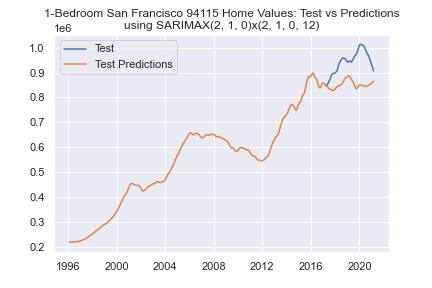 1-Bedroom San Francisco 94115 Home Values: Test vs Predictions
using SARIMAX(2, 1, 0)x(2, 1, 0, 12)
1e6
Test
Test Predictions
1.0
0.9
0.8
0.7
0.6
0.5
0.4
0.3
0.2
1996 2000 2004 2008 2012 2016 2020